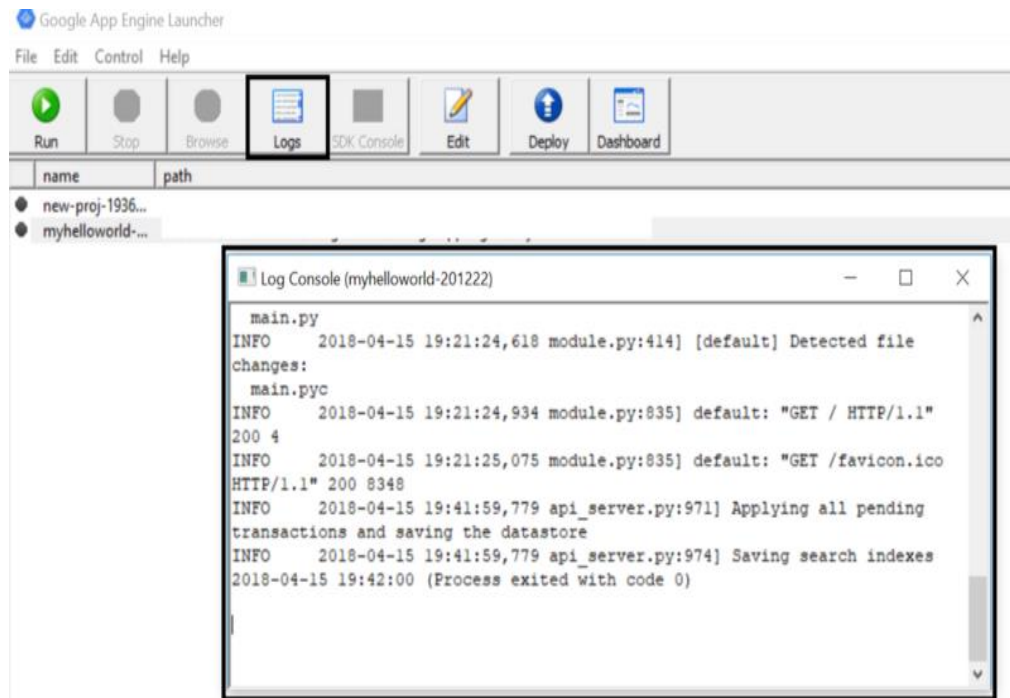 Google App Engine Launcher
File Edit Control Help
Run Stop Browse Logs SDK Console Edit Deploy Dashboard
name path
new-proj-1936...
myhelloworld-...
Log Console (myhelloworld-201222)
main.py
INFO 2018-04-15 19:21:24,618 module.py:414] [default] Detected file
changes:
main.pyc
INFO 2018-04-15 19:21:24,934 module.py:835] default: "GET / HTTP/1.1"
200 4
INFO 2018-04-15 19:21:25,075 module.py:835] default: "GET /favicon.ico
HTTP/1.1" 200 8348
INFO 2018-04-15 19:41:59,779 api_server.py:971] Applying all pending
transactions and saving the datastore
INFO 2018-04-15 19:41:59,779 api_server.py:974] Saving search indexes
2018-04-15 19:42:00 (Process exited with code 0)